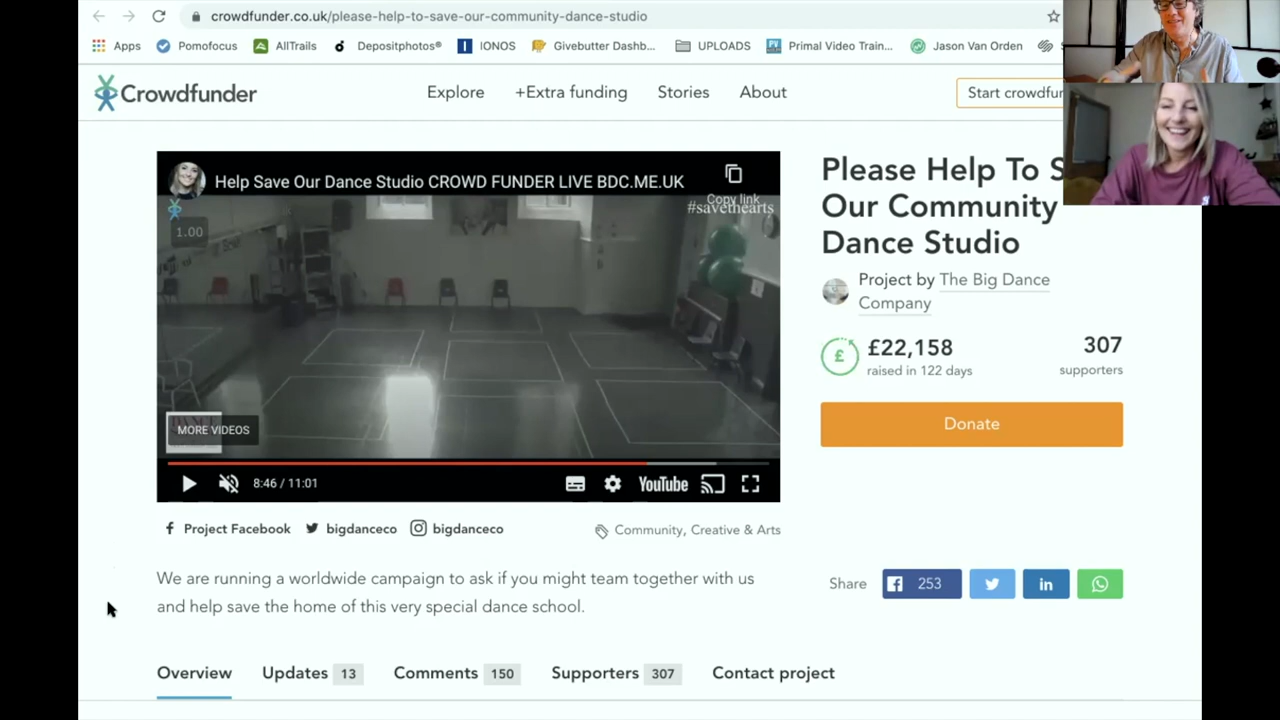 crowdfunder.co.uk/please-help-to-save-our-community-dance-studio
Apps Pomofocus AllTrails Depositphotos® IONOS Givebutter Dashb... UPLOADS Primal Video Train... Jason Van Orden
Crowdfunder Explore +Extra funding Stories About Start crowdfun
Help Save Our Dance Studio CROWD FUNDER LIVE BDC.ME.UK
Copy link
#savethearts
1.00
MORE VIDEOS
8:46 / 11:01 YouTube
Please Help To S
Our Community
Dance Studio
Project by The Big Dance
Company
£
£22,158 307
raised in 122 days supporters
Donate
Project Facebook bigdanceco bigdanceco Community, Creative & Arts
We are running a worldwide campaign to ask if you might team together with us
and help save the home of this very special dance school.
Share 253 in
Overview Updates 13 Comments 150 Supporters 307 Contact project